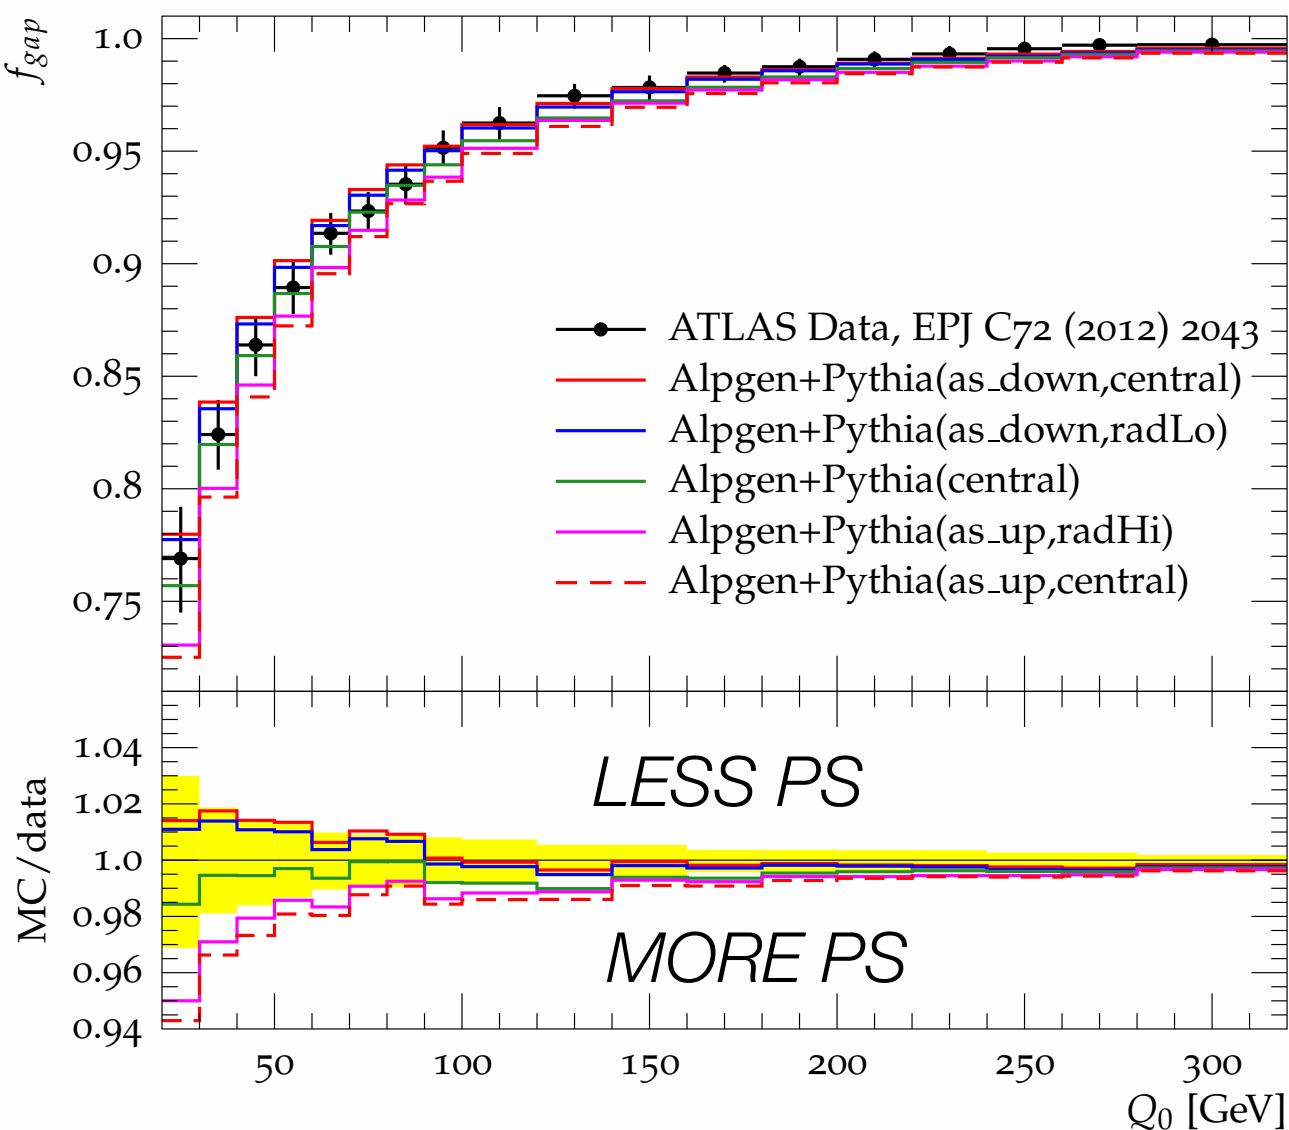 f_gap
1.0
0.95
0.9
0.85
0.8
0.75
ATLAS Data, EPJ C72 (2012) 2043
Alpgen+Pythia(as_down,central)
Alpgen+Pythia(as_down,radLo)
Alpgen+Pythia(central)
Alpgen+Pythia(as_up,radHi)
Alpgen+Pythia(as_up,central)
MC/data
1.04
1.02
1.0
0.98
0.96
0.94
LESS PS
MORE PS
50 100 150 200 250 300
Q_0 [GeV]